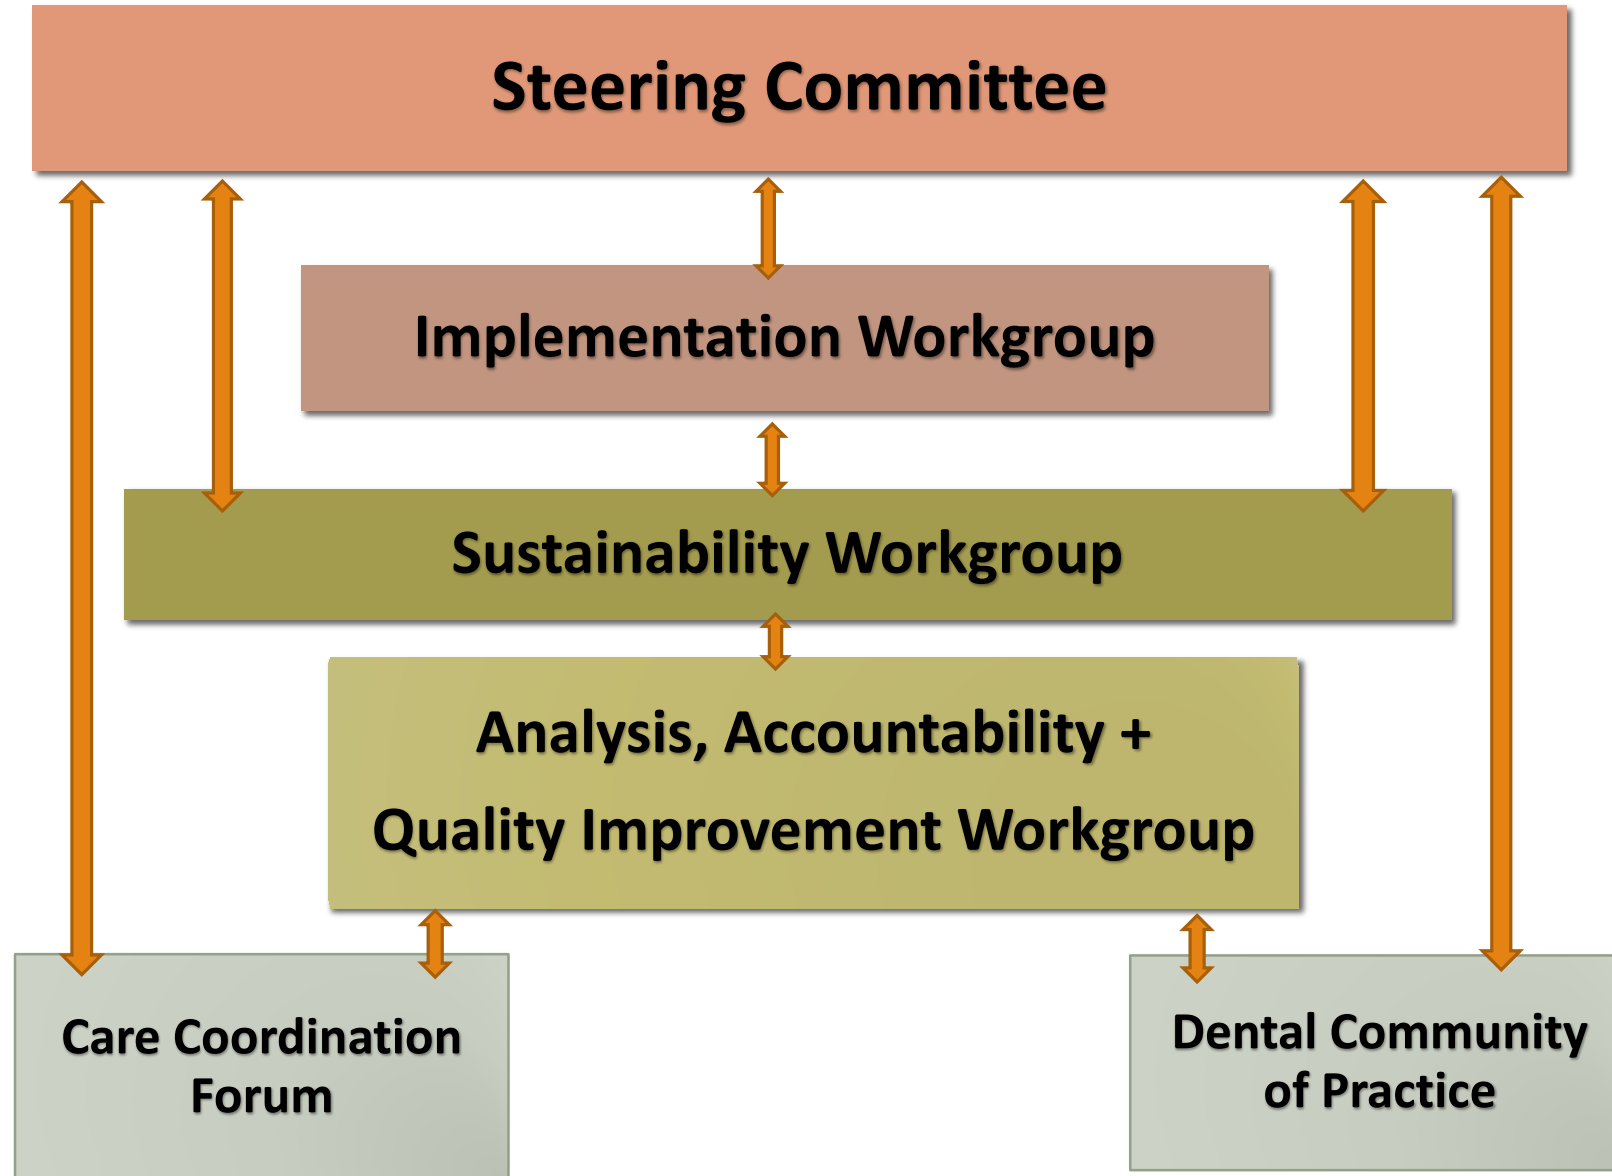 Steering Committee
Implementation Workgroup
Sustainability Workgroup
Analysis, Accountability +
Quality Improvement Workgroup
Care Coordination
Forum
Dental Community
of Practice